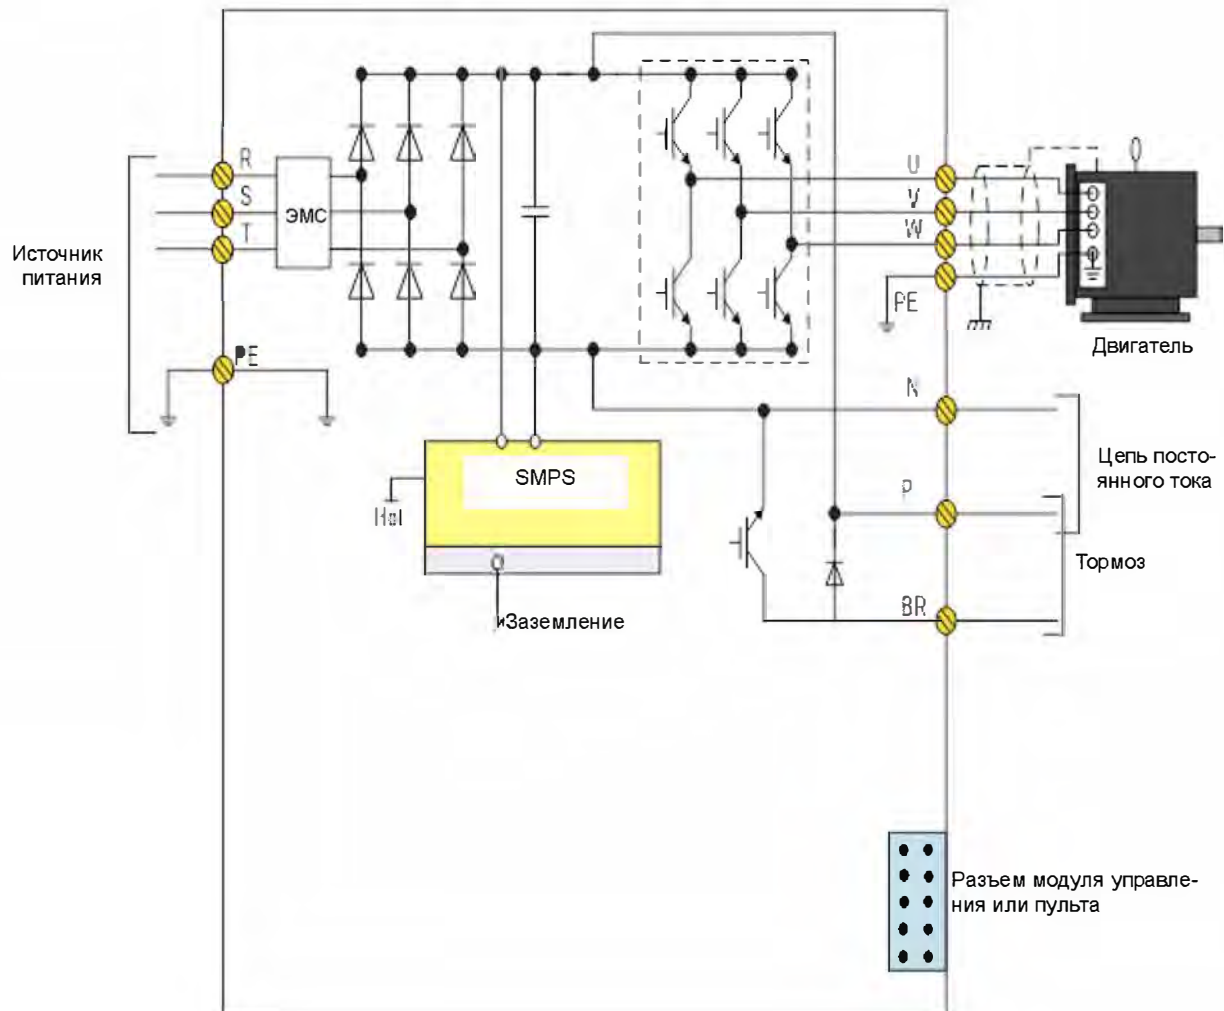 R
S
T
ЭМС
Источник
питания
PE
U
V
W
PE
Двигатель
N
Цепь посто-
янного тока
P
SMPS
Тормоз
BR
Заземление
Разъем модуля управле-
ния или пульта